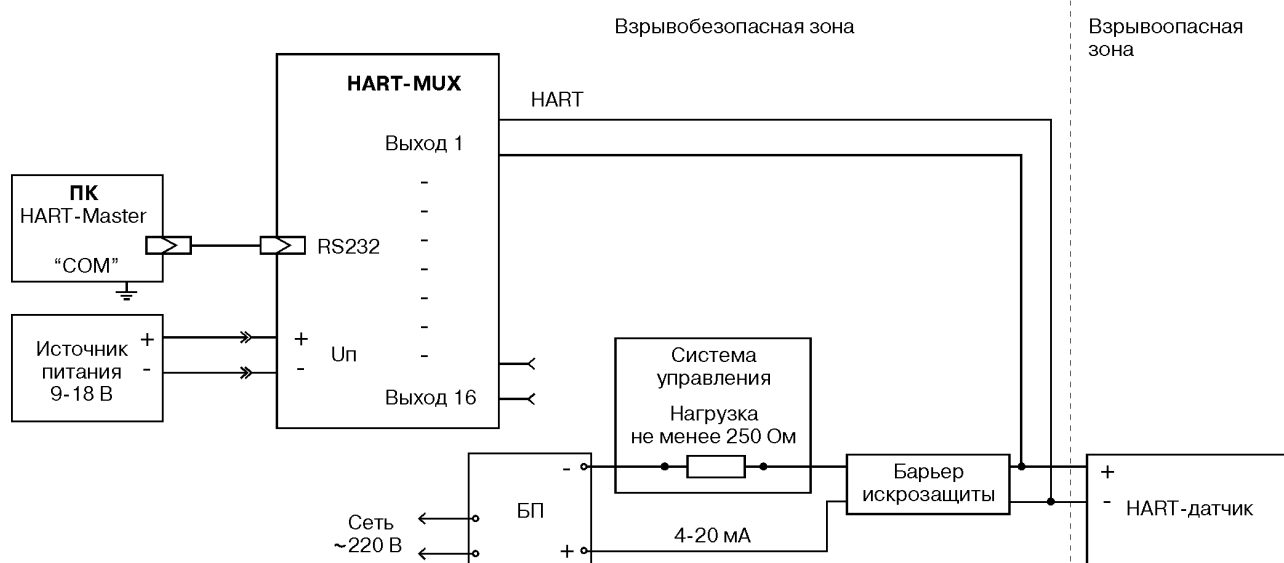 Взрывобезопасная зона
Взрывоопасная
зона
HART-MUX
HART
Выход 1
-
-
-
-
-
-
-
ПК
HART-Master
“COM”
RS232
Источник
питания
9-18 В
+
-
+
-
Uп
Выход 16
Система
управления
Нагрузка
не менее 250 Ом
Барьер
искрозащиты
+
-
HART-датчик
-
БП
+
Сеть
~220 В
4-20 мА